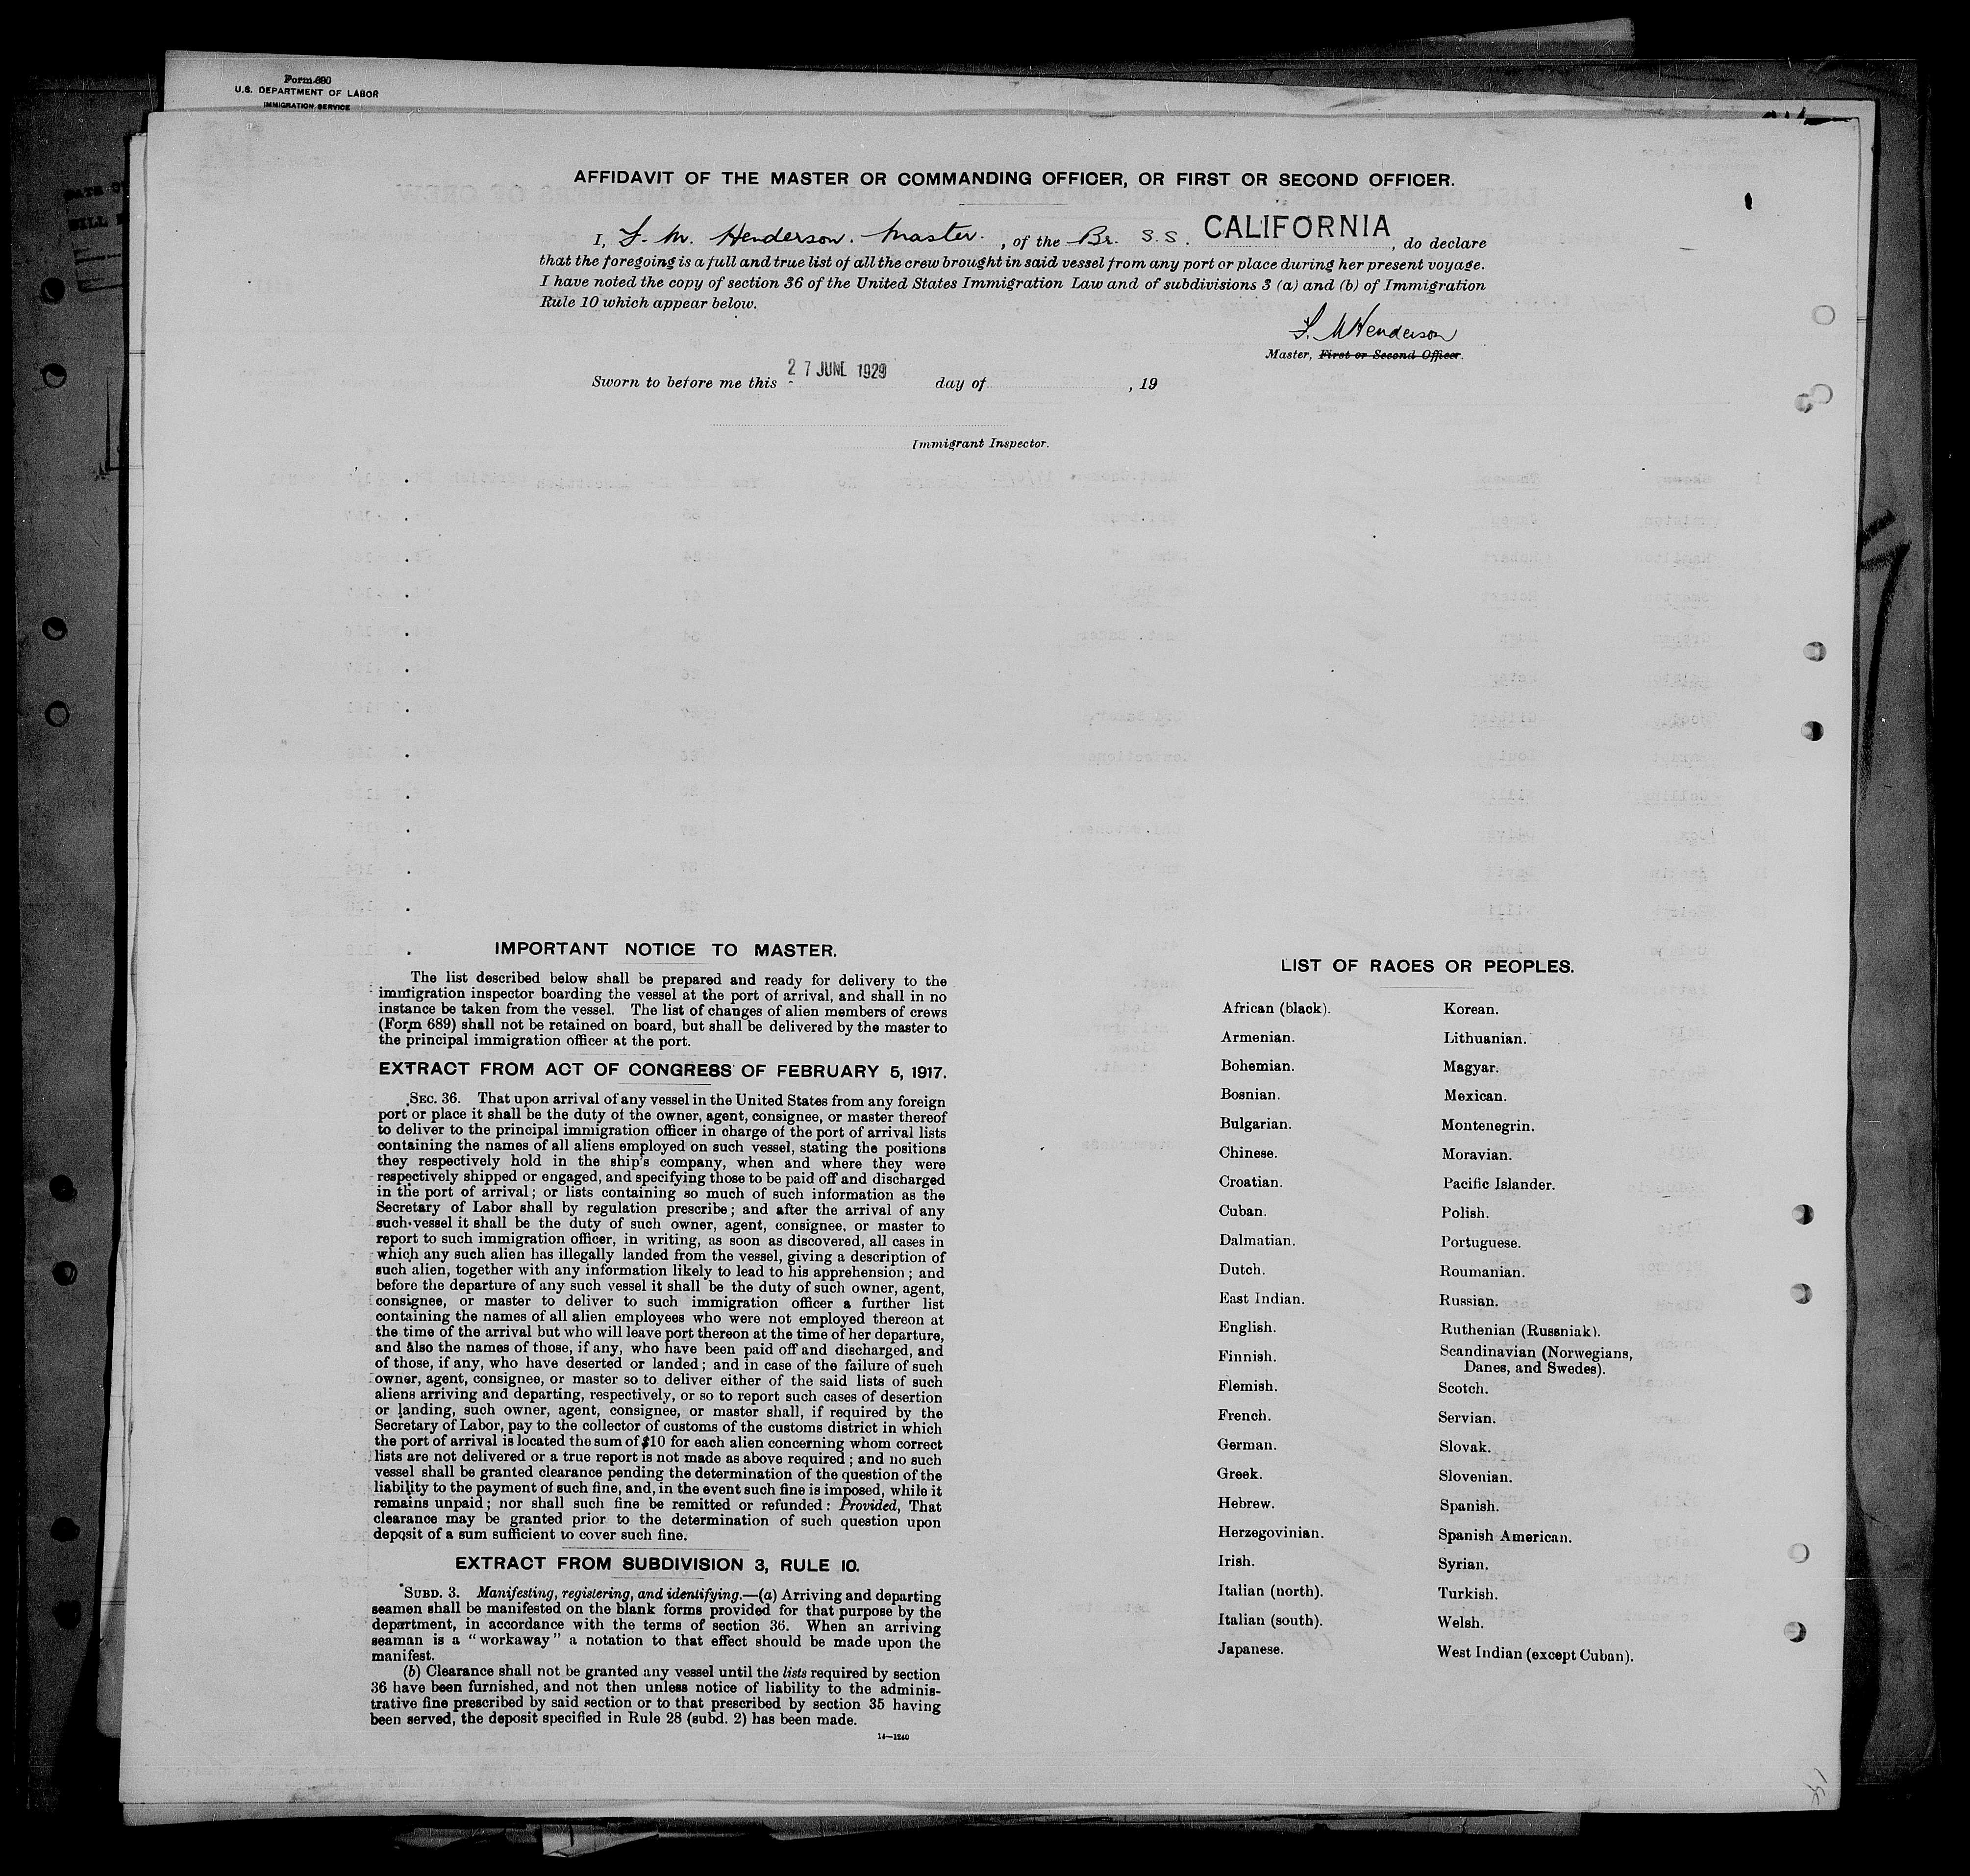 Form 680
U.S. DEPARTMENT OF LABOR
IMMIGRATION SERVICE
AFFIDAVIT OF THE MASTER OR COMMANDING OFFICER, OR FIRST OR SECOND OFFICER.
I, F. M. Henderson. Master. , of the Br. S.S. CALIFORNIA , do declare
that the foregoing is a full and true list of all the crew brought in said vessel from any port or place during her present voyage.
I have noted the copy of section 36 of the United States Immigration Law and of subdivisions 3 (a) and (b) of Immigration
Rule 10 which appear below.
F. M Henderson
Master, First or Second Officer.
Sworn to before me this 27 JUNE 1929 day of , 19
Immigrant Inspector.
IMPORTANT NOTICE TO MASTER.
The list described below shall be prepared and ready for delivery to the
immigration inspector boarding the vessel at the port of arrival, and shall in no
instance be taken from the vessel. The list of changes of alien members of crews
(Form 689) shall not be retained on board, but shall be delivered by the master to
the principal immigration officer at the port.
EXTRACT FROM ACT OF CONGRESS OF FEBRUARY 5, 1917.
SEC. 36. That upon arrival of any vessel in the United States from any foreign
port or place it shall be the duty of the owner, agent, consignee, or master thereof
to deliver to the principal immigration officer in charge of the port of arrival lists
containing the names of all aliens employed on such vessel, stating the positions
they respectively hold in the ship's company, when and where they were
respectively shipped or engaged, and specifying those to be paid off and discharged
in the port of arrival; or lists containing so much of such information as the
Secretary of Labor shall by regulation prescribe; and after the arrival of any
such vessel it shall be the duty of such owner, agent, consignee, or master to
report to such immigration officer, in writing, as soon as discovered, all cases in
which any such alien has illegally landed from the vessel, giving a description of
such alien, together with any information likely to lead to his apprehension; and
before the departure of any such vessel it shall be the duty of such owner, agent,
consignee, or master to deliver to such immigration officer a further list
containing the names of all alien employees who were not employed thereon at
the time of the arrival but who will leave port thereon at the time of her departure,
and also the names of those, if any, who have been paid off and discharged, and
of those, if any, who have deserted or landed; and in case of the failure of such
owner, agent, consignee, or master so to deliver either of the said lists of such
aliens arriving and departing, respectively, or so to report such cases of desertion
or landing, such owner, agent, consignee, or master shall, if required by the
Secretary of Labor, pay to the collector of customs of the customs district in which
the port of arrival is located the sum of $10 for each alien concerning whom correct
lists are not delivered or a true report is not made as above required; and no such
vessel shall be granted clearance pending the determination of the question of the
liability to the payment of such fine, and, in the event such fine is imposed, while it
remains unpaid; nor shall such fine be remitted or refunded: Provided, That
clearance may be granted prior to the determination of such question upon
deposit of a sum sufficient to cover such fine.
EXTRACT FROM SUBDIVISION 3, RULE 10.
SUBD. 3. Manifesting, registering, and identifying.—(a) Arriving and departing
seamen shall be manifested on the blank forms provided for that purpose by the
department, in accordance with the terms of section 36. When an arriving
seaman is a "workaway" a notation to that effect should be made upon the
manifest.
(b) Clearance shall not be granted any vessel until the lists required by section
36 have been furnished, and not then unless notice of liability to the adminis-
trative fine prescribed by said section or to that prescribed by section 35 having
been served, the deposit specified in Rule 28 (subd. 2) has been made.
14—1240
LIST OF RACES OR PEOPLES.
African (black).
Armenian.
Bohemian.
Bosnian.
Bulgarian.
Chinese.
Croatian.
Cuban.
Dalmatian.
Dutch.
East Indian.
English.
Finnish.
Flemish.
French.
German.
Greek.
Hebrew.
Herzegovinian.
Irish.
Italian (north).
Italian (south).
Japanese.
Korean.
Lithuanian.
Magyar.
Mexican.
Montenegrin.
Moravian.
Pacific Islander.
Polish.
Portuguese.
Roumanian.
Russian.
Ruthenian (Russniak).
Scandinavian (Norwegians,
Danes, and Swedes).
Scotch.
Servian.
Slovak.
Slovenian.
Spanish.
Spanish American.
Syrian.
Turkish.
Welsh.
West Indian (except Cuban).